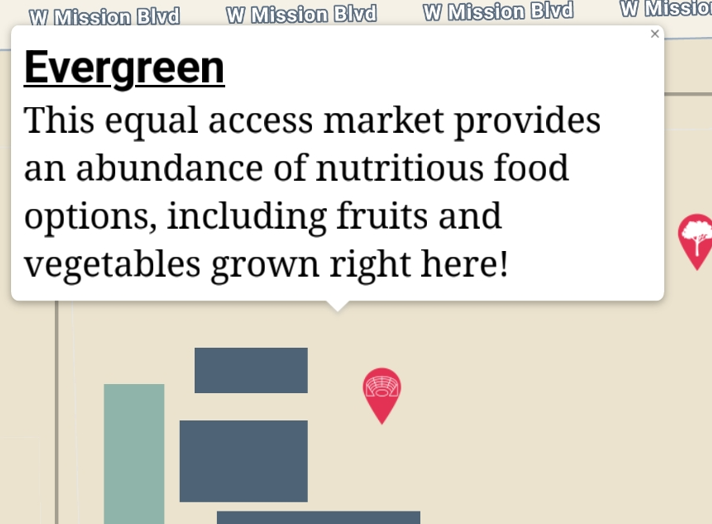 W Mission Blvd W Mission Blvd W Mission Blvd W Missio
×
Evergreen
This equal access market provides
an abundance of nutritious food
options, including fruits and
vegetables grown right here!